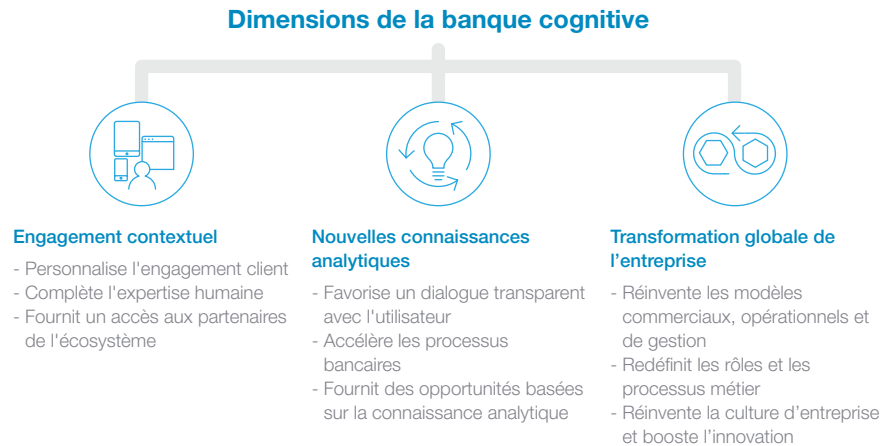 Dimensions de la banque cognitive
Engagement contextuel
- Personnalise l'engagement client
- Complète l'expertise humaine
- Fournit un accès aux partenaires
de l'écosystème
Nouvelles connaissances
analytiques
- Favorise un dialogue transparent
avec l'utilisateur
- Accélère les processus
bancaires
- Fournit des opportunités basées
sur la connaissance analytique
Transformation globale de
l’entreprise
- Réinvente les modèles
commerciaux, opérationnels et
de gestion
- Redéfinit les rôles et les
processus métier
- Réinvente la culture d’entreprise
et booste l’innovation